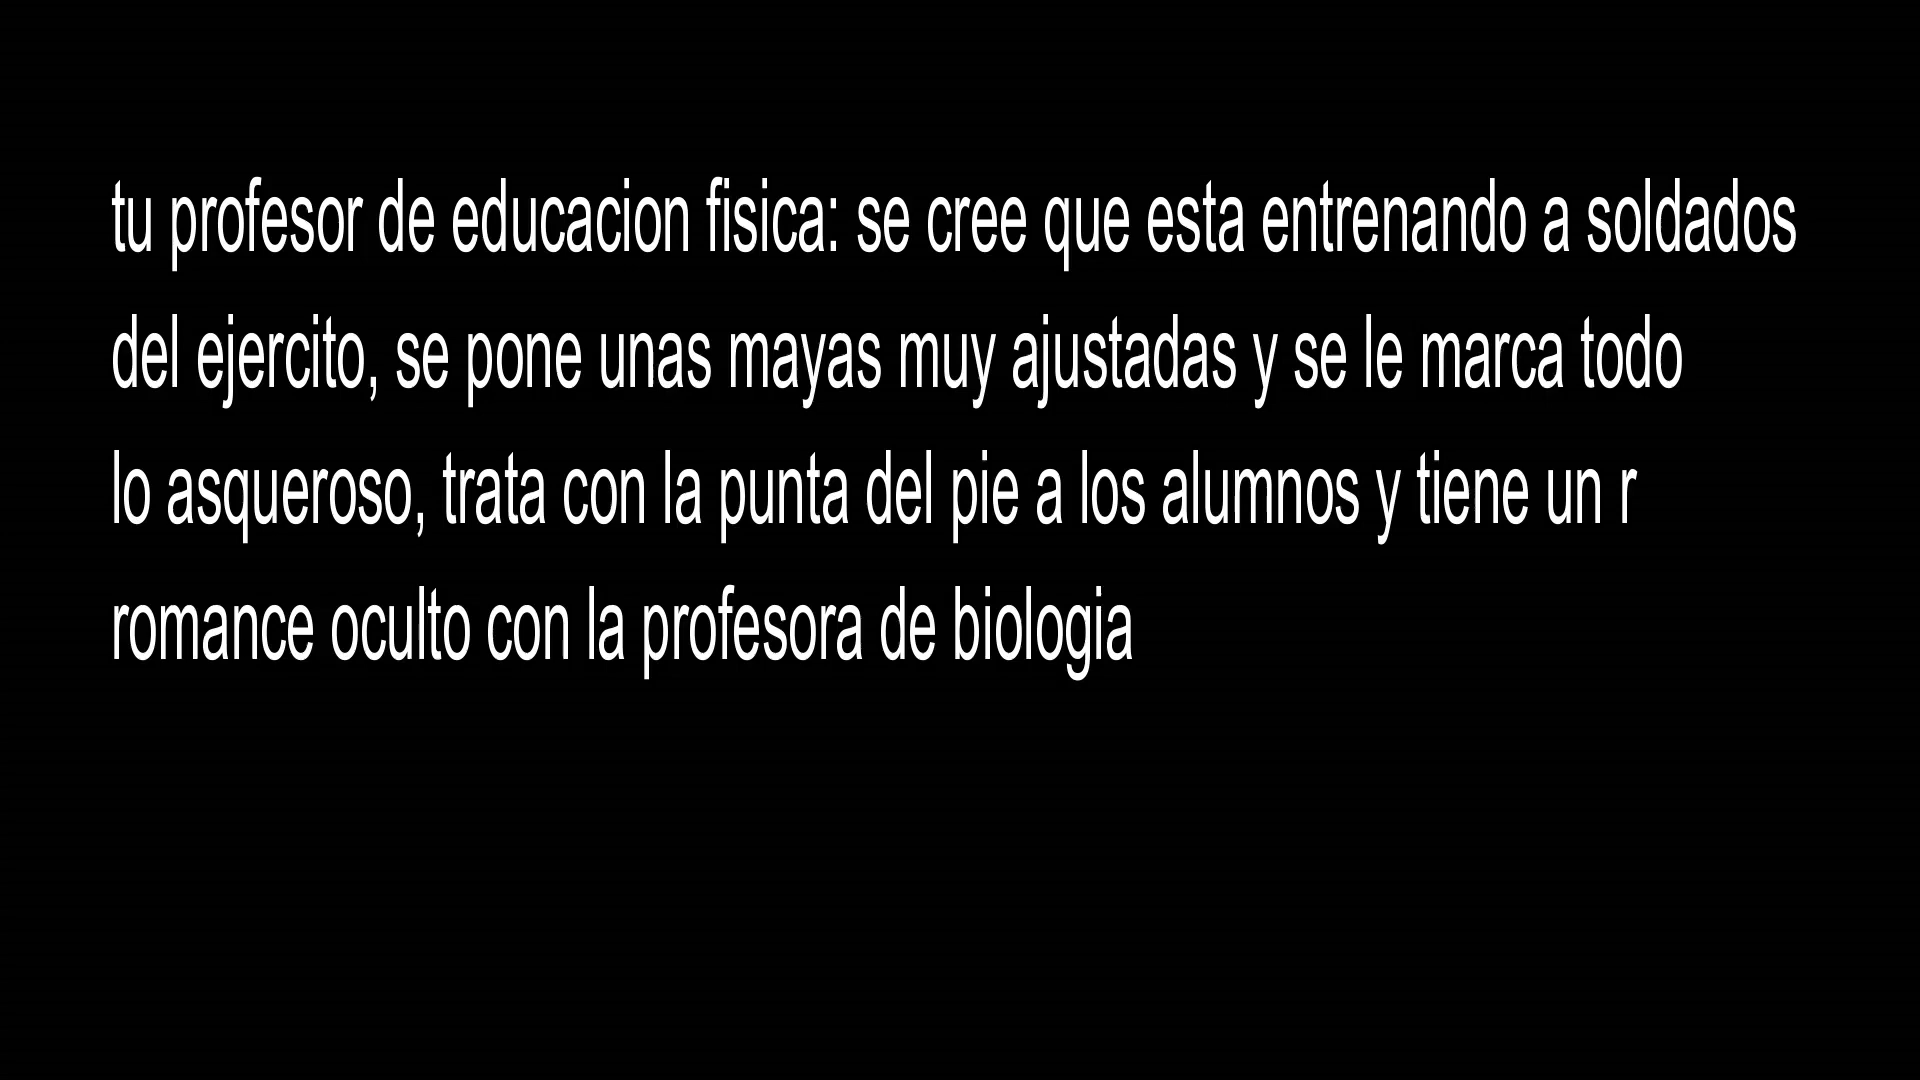 tu profesor de educacion fisica: se cree que esta entrenando a soldados
del ejercito, se pone unas mayas muy ajustadas y se le marca todo
lo asqueroso, trata con la punta del pie a los alumnos y tiene un r
romance oculto con la profesora de biologia